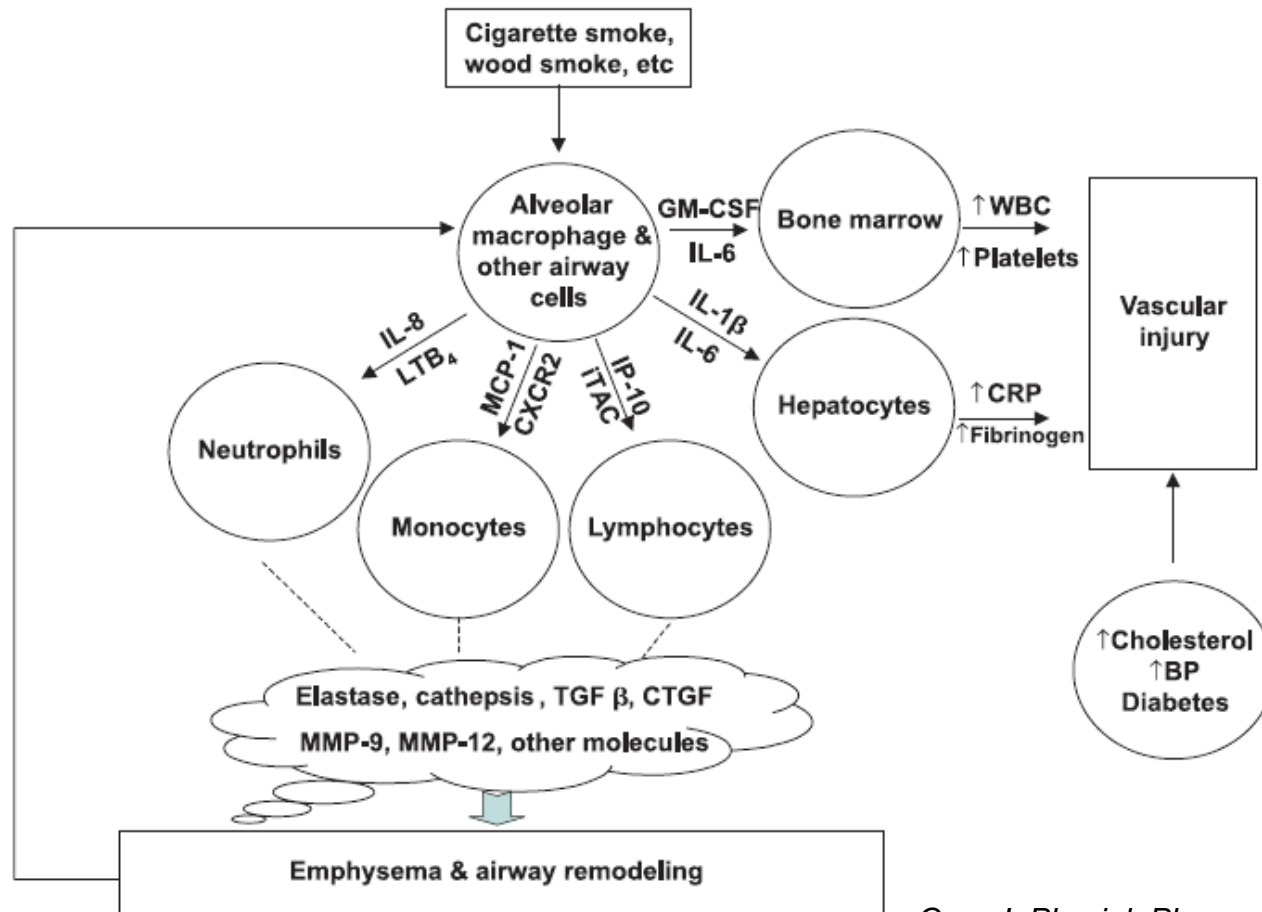 Cigarette smoke,
wood smoke, etc
Alveolar
macrophage &
other airway
cells
GM-CSF
IL-6
Bone marrow
↑WBC
↑Platelets
Vascular
injury
IL-1β
IL-6
Hepatocytes
↑CRP
↑Fibrinogen
IL-8
LTB₄
MCP-1
CXCR2
IP-10
iTAC
Neutrophils
Monocytes
Lymphocytes
↑Cholesterol
↑BP
Diabetes
Elastase, cathepsis , TGF β, CTGF
MMP-9, MMP-12, other molecules
Emphysema & airway remodeling